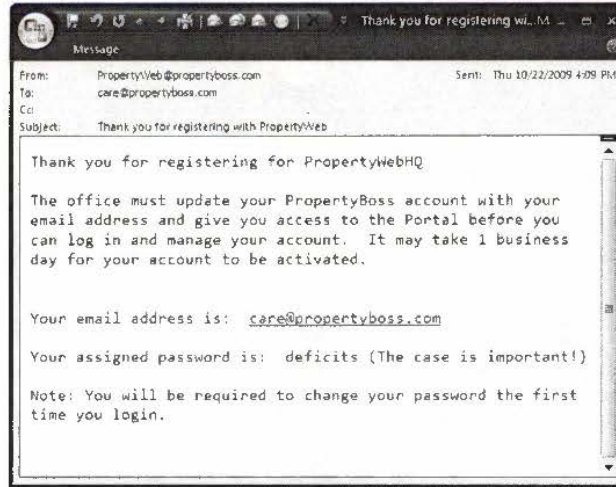 Thank you for registering wi... M
Message
From: PropertyWeb@propertyboss.com Sent: Thu 10/22/2009 4:09 PM
To: care@propertyboss.com
Cc:
Subject: Thank you for registering with PropertyWeb
Thank you for registering for PropertyWebHQ
The office must update your PropertyBoss account with your
email address and give you access to the Portal before you
can log in and manage your account. It may take 1 business
day for your account to be activated.
Your email address is: care@propertyboss.com
Your assigned password is: deficits (The case is important!)
Note: You will be required to change your password the first
time you login.